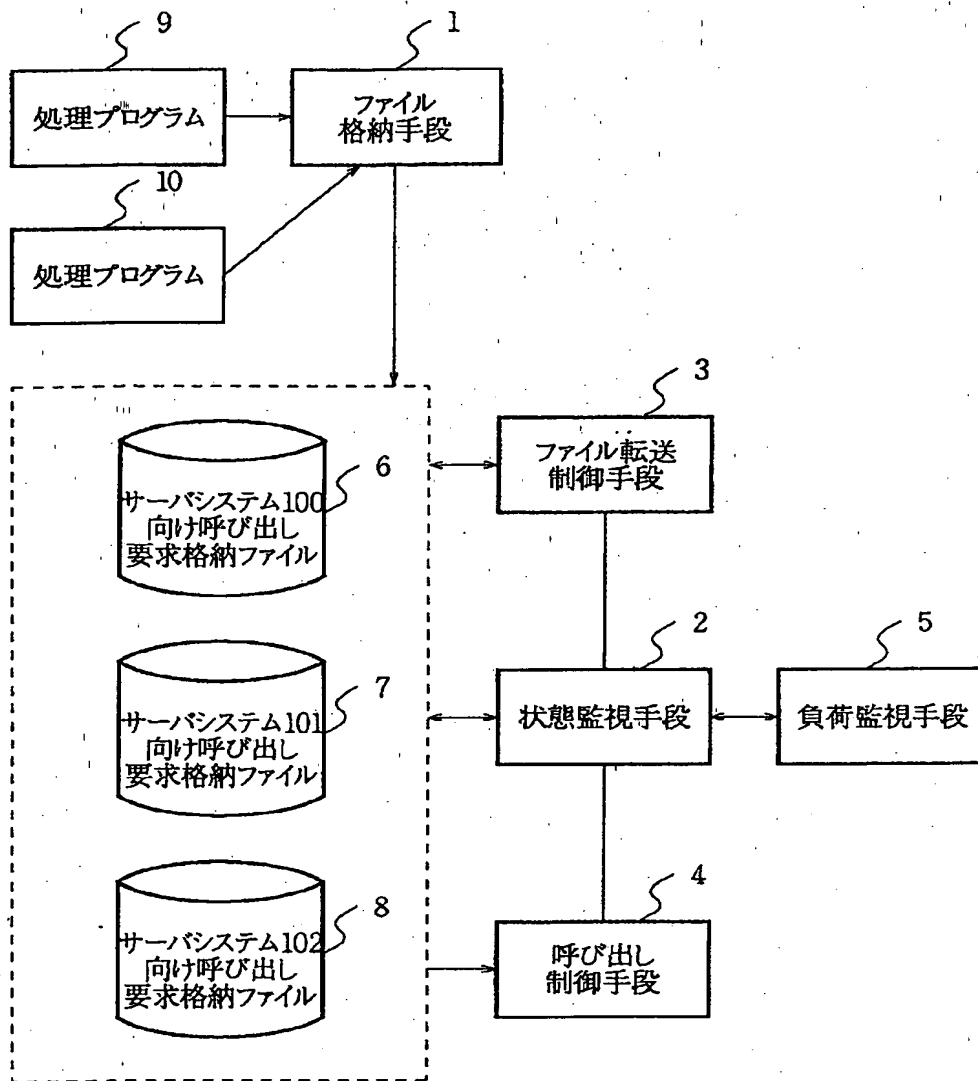 9
1
処理プログラム
ファイル
格納手段
10
処理プログラム
3
ファイル転送
制御手段
6
サーバシステム100
向け呼び出し
要求格納ファイル
2
5
状態監視手段
負荷監視手段
7
サーバシステム101
向け呼び出し
要求格納ファイル
4
呼び出し
制御手段
8
サーバシステム102
向け呼び出し
要求格納ファイル